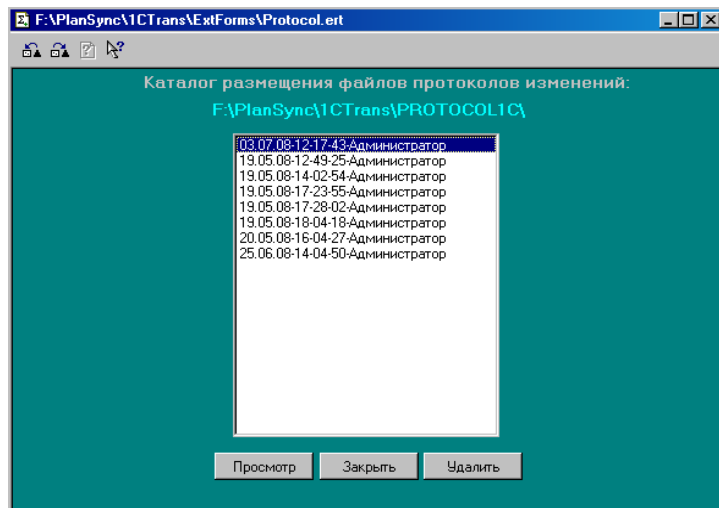 F:\PlanSync\1CTrans\ExtForms\Protocol.ert
Каталог размещения файлов протоколов изменений:
F:\PlanSync\1CTrans\PROTOCOL1C\
03.07.08-12-17-43-Администратор
19.05.08-12-49-25-Администратор
19.05.08-14-02-54-Администратор
19.05.08-17-23-55-Администратор
19.05.08-17-28-02-Администратор
19.05.08-18-04-18-Администратор
20.05.08-16-04-27-Администратор
25.06.08-14-04-50-Администратор
Просмотр Закрыть Удалить